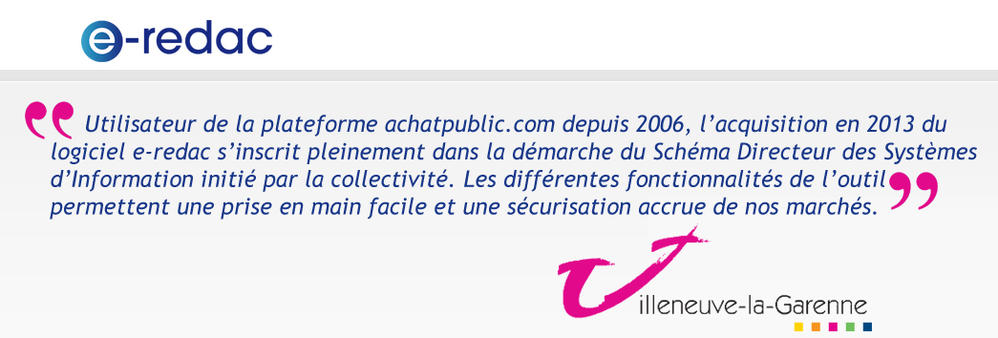 e-redac
“ Utilisateur de la plateforme achatpublic.com depuis 2006, l’acquisition en 2013 du
logiciel e-redac s’inscrit pleinement dans la démarche du Schéma Directeur des Systèmes
d’Information initié par la collectivité. Les différentes fonctionnalités de l’outil
permettent une prise en main facile et une sécurisation accrue de nos marchés. ”
Villeneuve-la-Garenne